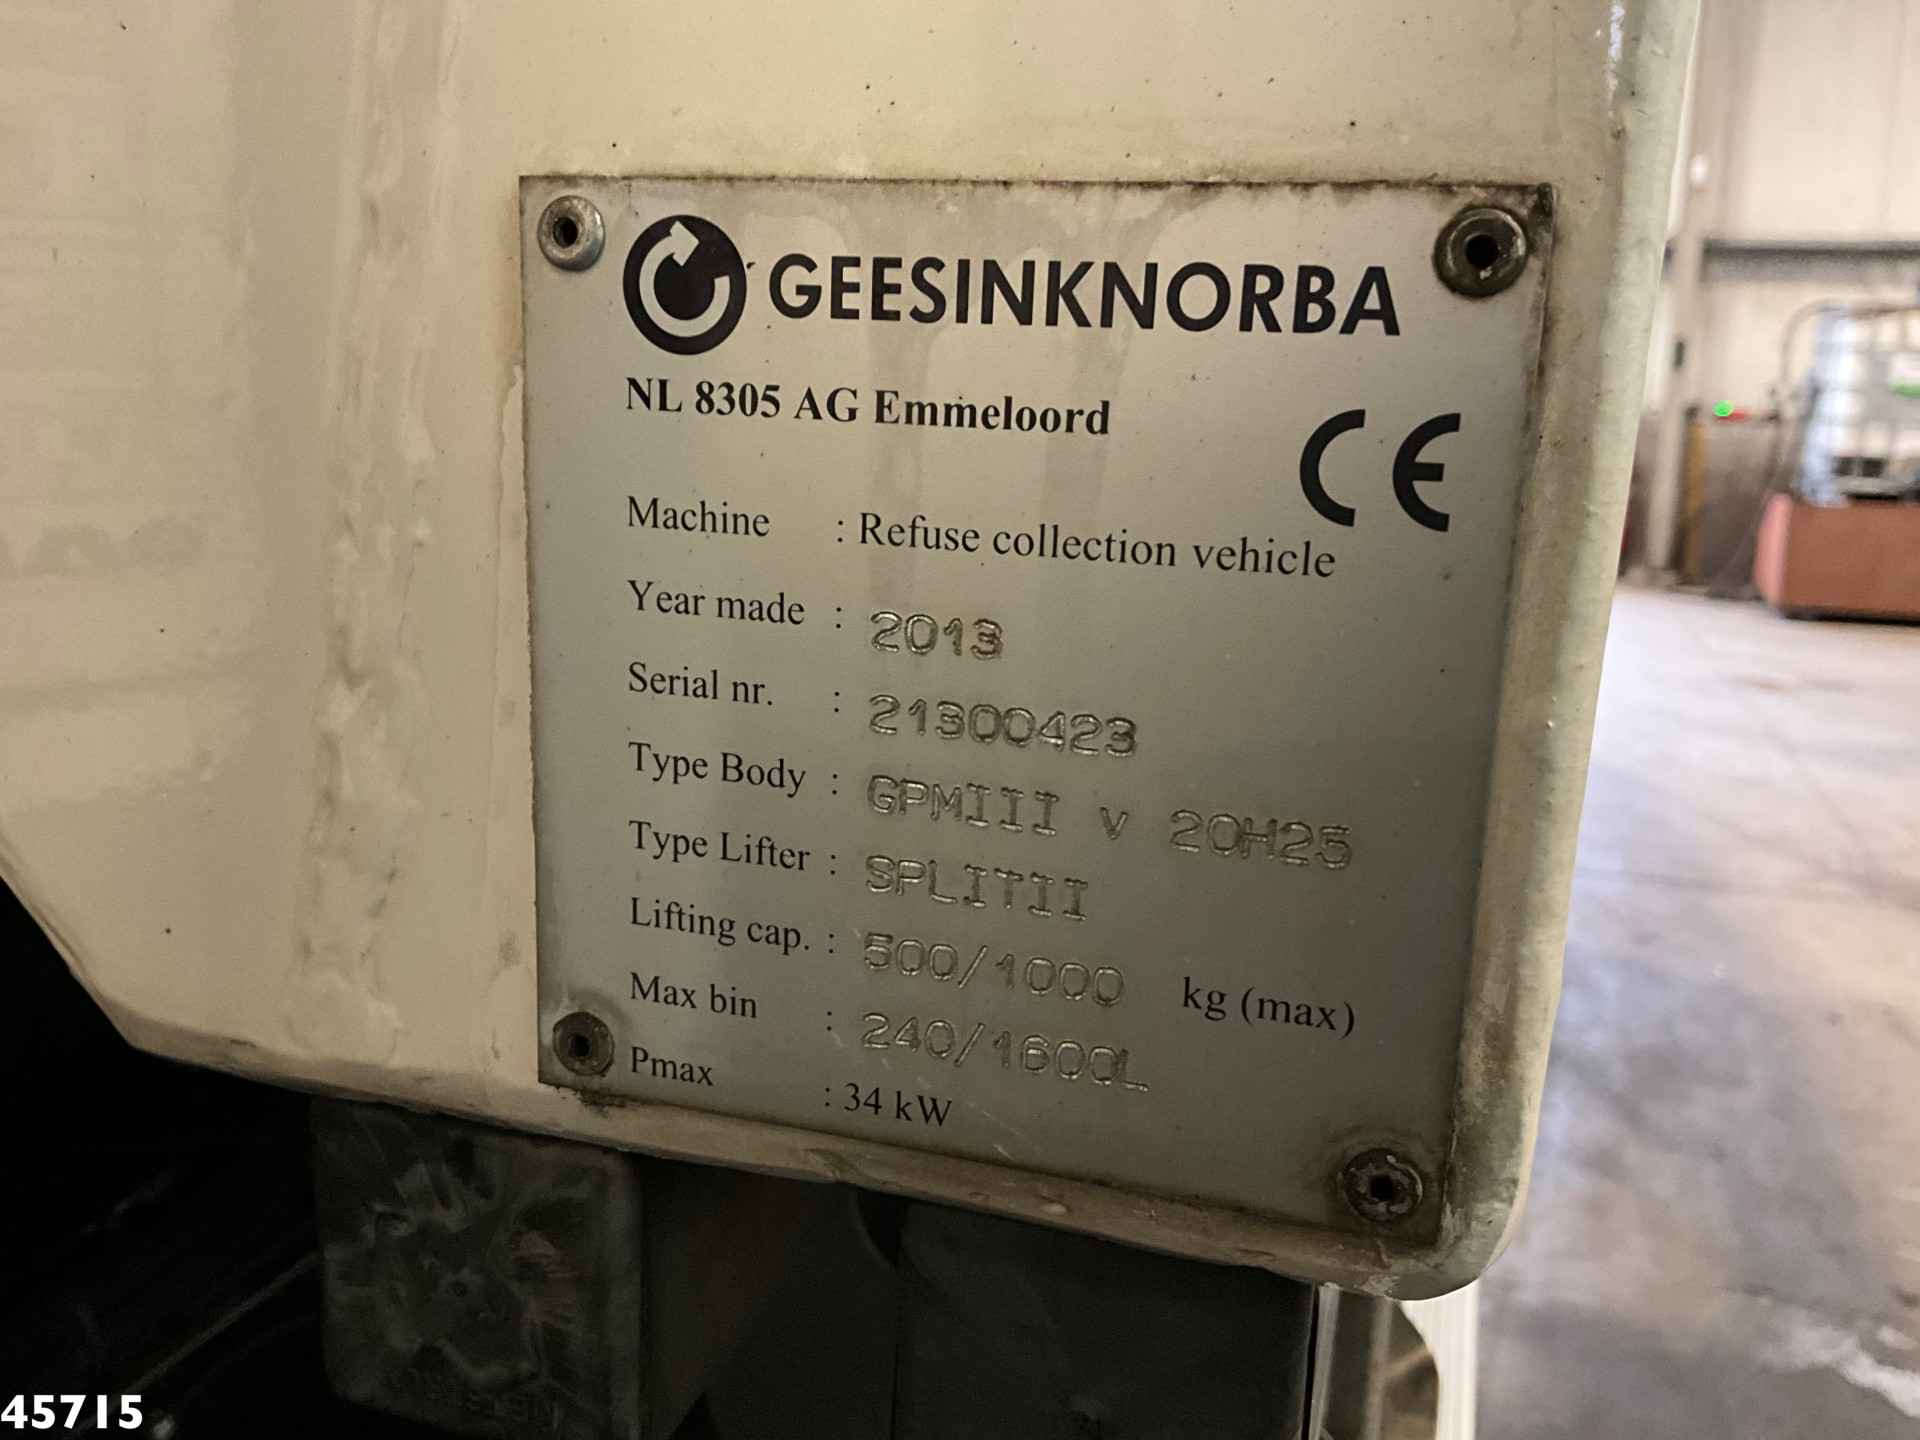 GEESINKNORBA
NL 8305 AG Emmeloord
CE
Machine : Refuse collection vehicle
Year made : 2013
Serial nr. : 21300423
Type Body : GPMIII v 20H25
Type Lifter : SPLITII
Lifting cap. : 500/1000 kg (max)
Max bin : 240/1600L
Pmax : 34 kW
45715